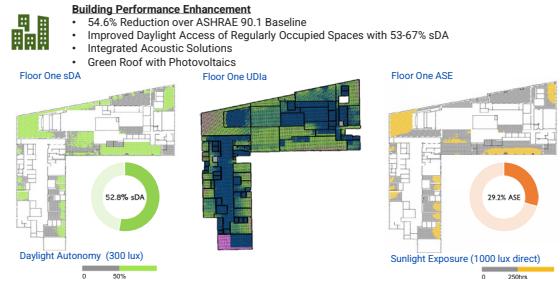 Building Performance Enhancement
• 54.6% Reduction over ASHRAE 90.1 Baseline
• Improved Daylight Access of Regularly Occupied Spaces with 53-67% sDA
• Integrated Acoustic Solutions
• Green Roof with Photovoltaics
Floor One sDA
Floor One UDIa
Floor One ASE
52.8% sDA
29.2% ASE
Daylight Autonomy (300 lux)
0 50%
Sunlight Exposure (1000 lux direct)
0 250hrs